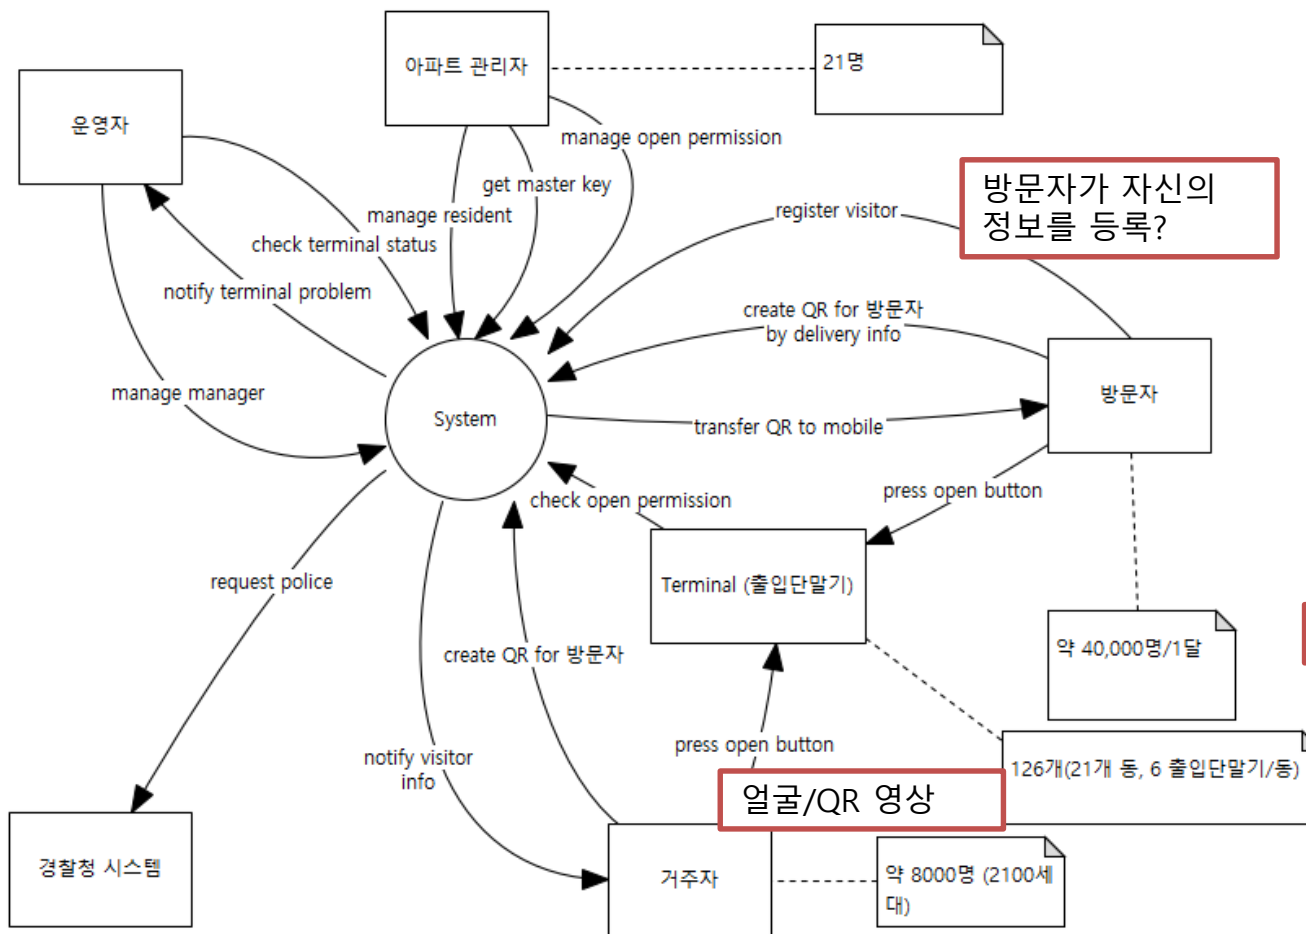 아파트 관리자
21명
운영자
manage open permission
방문자가 자신의
정보를 등록?
get master key
manage resident
register visitor
check terminal status
notify terminal problem
create QR for 방문자
by delivery info
manage manager
System
방문자
transfer QR to mobile
press open button
check open permission
request police
Terminal (출입단말기)
create QR for 방문자
약 40,000명/1달
notify visitor
info
press open button
126개(21개 동, 6 출입단말기/동)
얼굴/QR 영상
경찰청 시스템
거주자
약 8000명 (2100세
대)